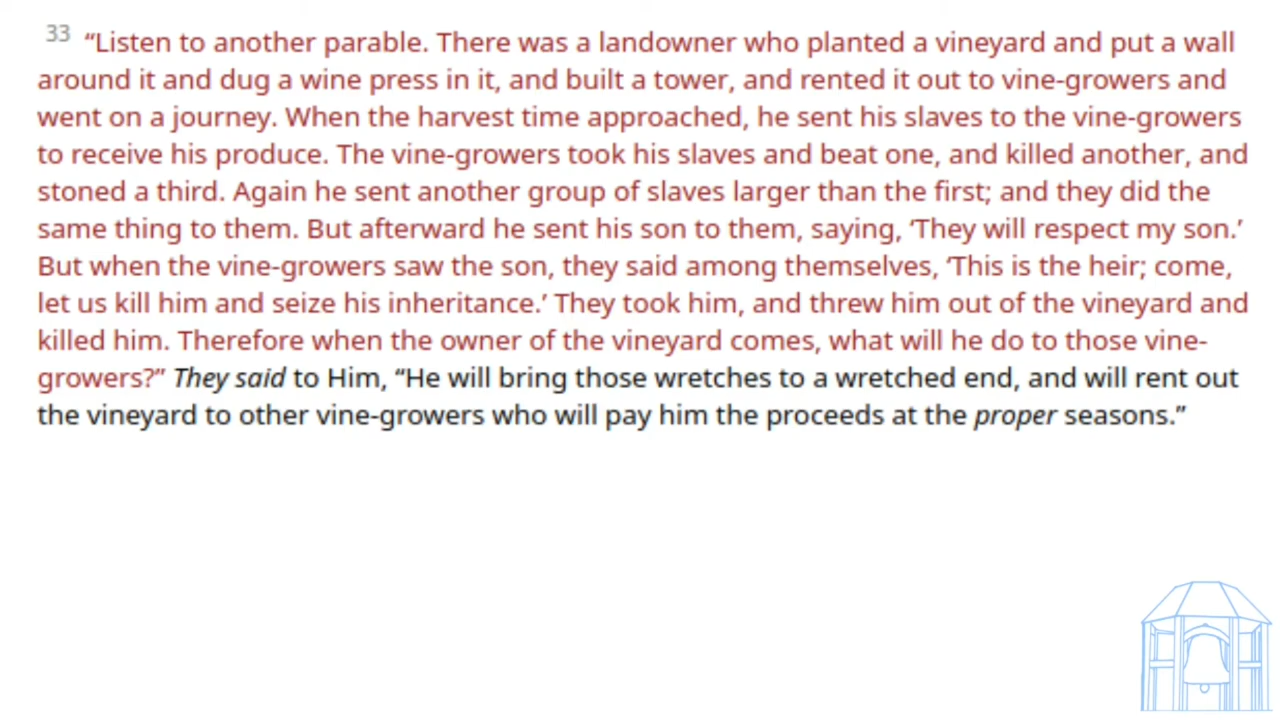 33 “Listen to another parable. There was a landowner who planted a vineyard and put a wall
around it and dug a wine press in it, and built a tower, and rented it out to vine-growers and
went on a journey. When the harvest time approached, he sent his slaves to the vine-growers
to receive his produce. The vine-growers took his slaves and beat one, and killed another, and
stoned a third. Again he sent another group of slaves larger than the first; and they did the
same thing to them. But afterward he sent his son to them, saying, ‘They will respect my son.’
But when the vine-growers saw the son, they said among themselves, ‘This is the heir; come,
let us kill him and seize his inheritance.’ They took him, and threw him out of the vineyard and
killed him. Therefore when the owner of the vineyard comes, what will he do to those vine-
growers?” They said to Him, “He will bring those wretches to a wretched end, and will rent out
the vineyard to other vine-growers who will pay him the proceeds at the proper seasons.”